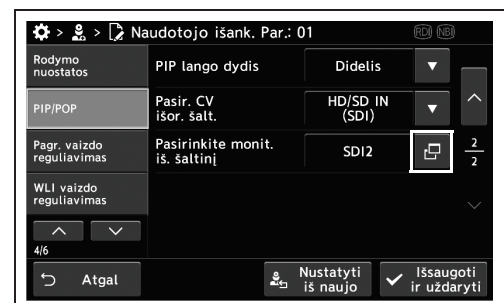 > > Naudotojo išank. Par.: 01 RDI NBI
Rodymo
nuostatos
PIP/POP
Pagr. vaizdo
reguliavimas
WLI vaizdo
reguliavimas
4/6
PIP lango dydis Didelis
Pasir. CV
išor. šalt.
HD/SD IN
(SDI)
Pasirinkite monit.
iš. šaltinį
SDI2
2
2
Atgal
Nustatyti
iš naujo
Išsaugoti
ir uždaryti